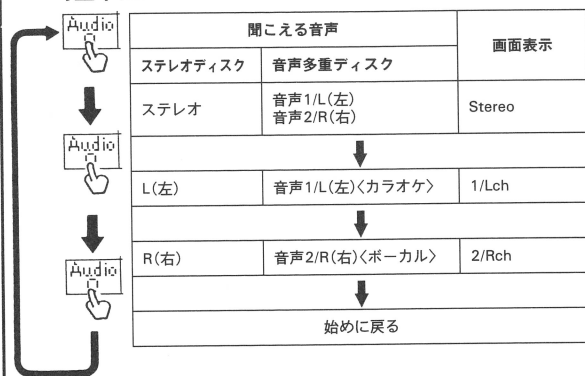 Audio
聞こえる音声
画面表示
ステレオディスク
音声多重ディスク
ステレオ
音声1/L(左)
音声2/R(右)
Stereo
Audio
L(左)
音声1/L(左)〈カラオケ〉
1/Lch
Audio
R(右)
音声2/R(右)〈ボーカル〉
2/Rch
始めに戻る